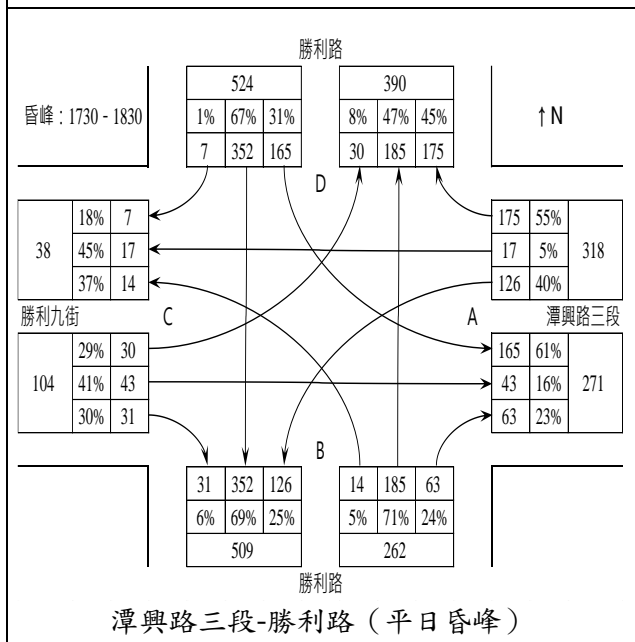 勝利路
昏峰：1730 - 1830
524
1% 67% 31%
7 352 165
390
8% 47% 45%
30 185 175
↑N
D
38
18% 7
45% 17
37% 14
175 55%
17 5%
126 40%
318
勝利九街
C
A
潭興路三段
104
29% 30
41% 43
30% 31
165 61%
43 16%
63 23%
271
B
31 352 126
6% 69% 25%
509
14 185 63
5% 71% 24%
262
勝利路
潭興路三段-勝利路（平日昏峰）